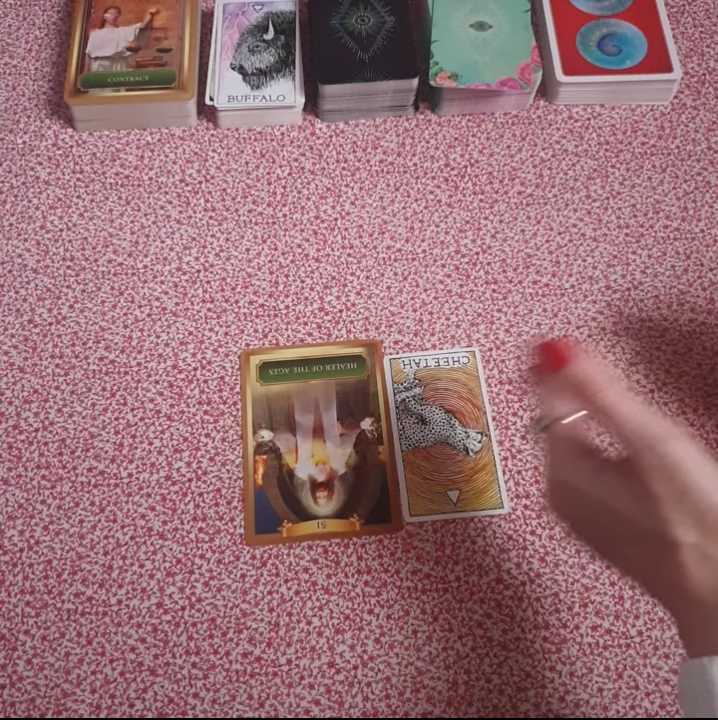 CONTRACT
BUFFALO
HEALER OF THE AGES
CHEETAH
51